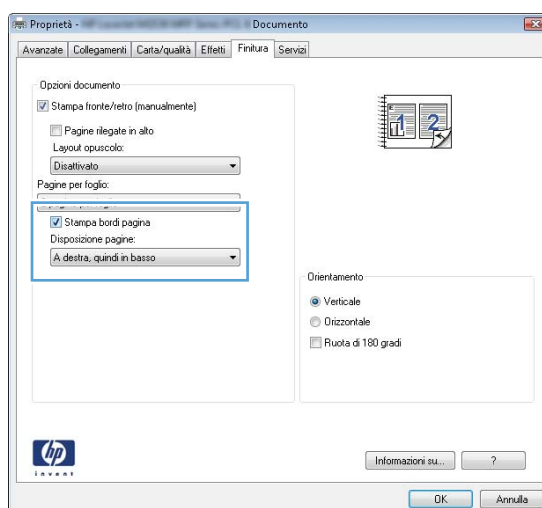 Proprietà - Documento
Avanzate Collegamenti Carta/qualità Effetti Finitura Servizi
Opzioni documento
Stampa fronte/retro (manualmente)
Pagine rilegate in alto
Layout opuscolo:
Disattivato
Pagine per foglio:
Stampa bordi pagina
Disposizione pagine:
A destra, quindi in basso
1 2
Orientamento
Verticale
Orizzontale
Ruota di 180 gradi
hp
invent
Informazioni su... ?
OK Annulla